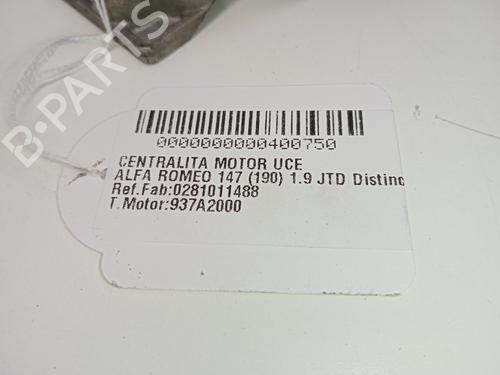 0000000000400750
CENTRALITA MOTOR UCE
ALFA ROMEO 147 (190) 1.9 JTD Distinc
Ref.Fab:0281011488
T.Motor:937A2000
B-PARTS